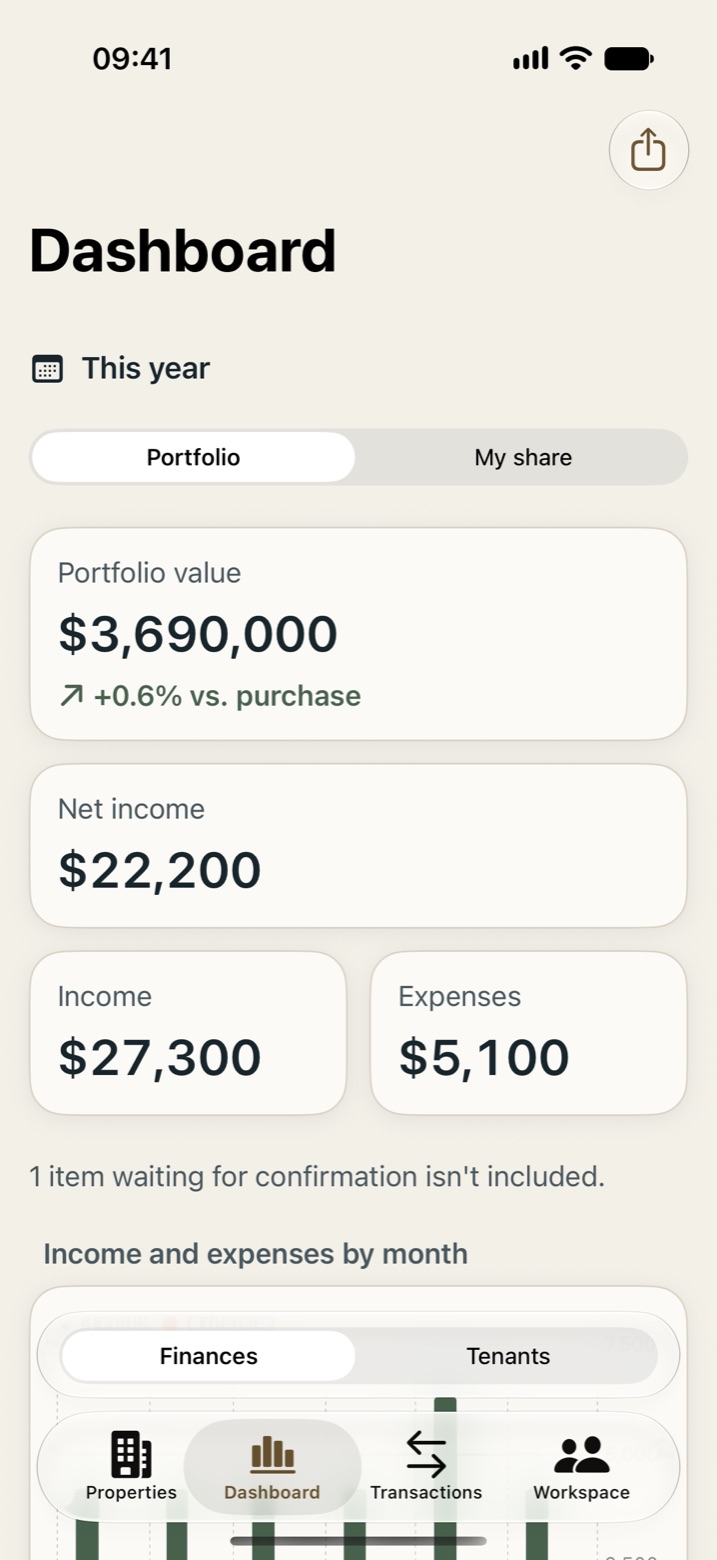 09:41
Dashboard
This year
Portfolio
My share
Portfolio value
$3,690,000
+0.6% vs. purchase
Net income
$22,200
Income
$27,300
Expenses
$5,100
1 item waiting for confirmation isn't included.
Income and expenses by month
Finances
Tenants
Properties
Dashboard
Transactions
Workspace